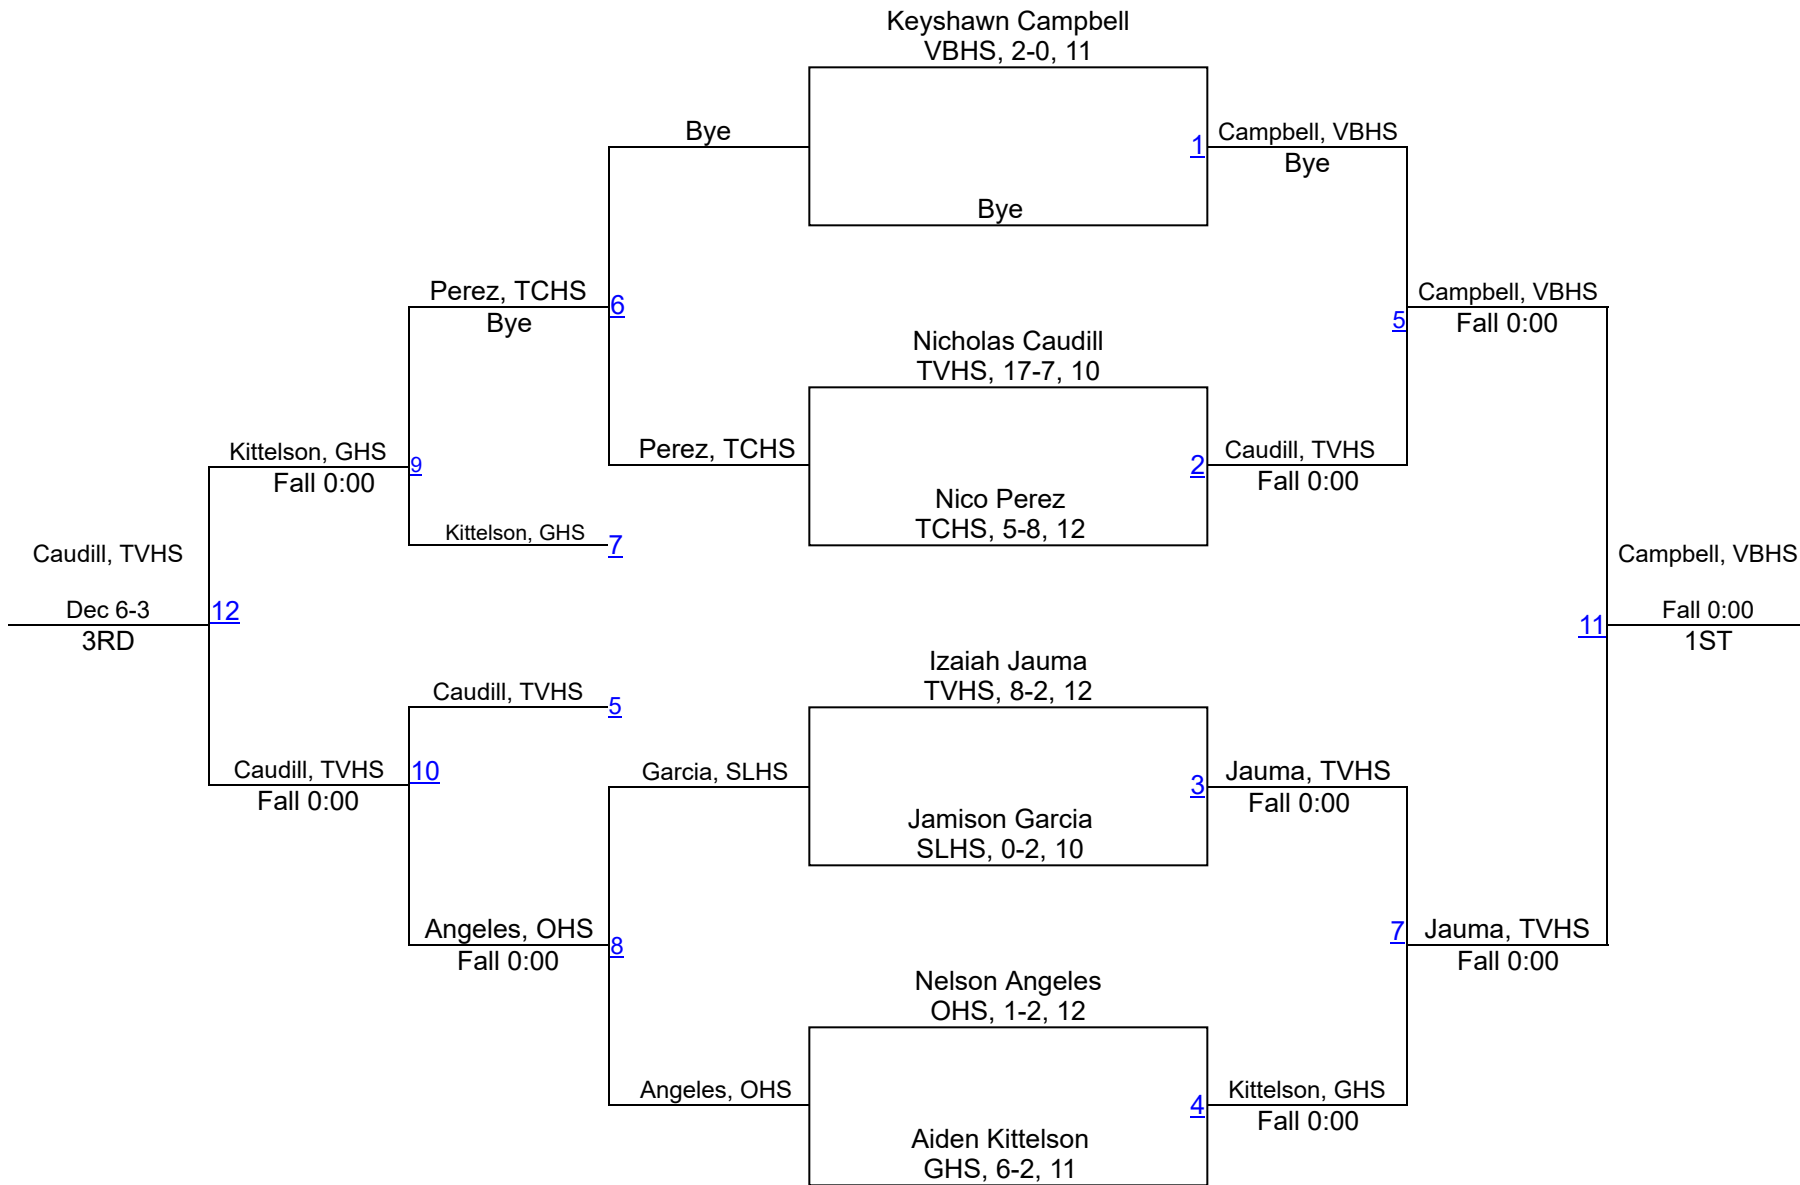 Keyshawn Campbell
VBHS, 2-0, 11
Bye
1
Campbell, VBHS
Bye
Bye
Perez, TCHS
Bye
6
Campbell, VBHS
Fall 0:00
5
Nicholas Caudill
TVHS, 17-7, 10
Kittelson, GHS
Fall 0:00
9
Perez, TCHS
2
Caudill, TVHS
Fall 0:00
Nico Perez
TCHS, 5-8, 12
Kittelson, GHS
7
Caudill, TVHS
Dec 6-3
3RD
12
Campbell, VBHS
Fall 0:00
1ST
11
Izaiah Jauma
TVHS, 8-2, 12
Caudill, TVHS
5
Caudill, TVHS
Fall 0:00
10
Garcia, SLHS
3
Jauma, TVHS
Fall 0:00
Jamison Garcia
SLHS, 0-2, 10
Angeles, OHS
Fall 0:00
8
7
Jauma, TVHS
Fall 0:00
Nelson Angeles
OHS, 1-2, 12
Angeles, OHS
4
Kittelson, GHS
Fall 0:00
Aiden Kittelson
GHS, 6-2, 11